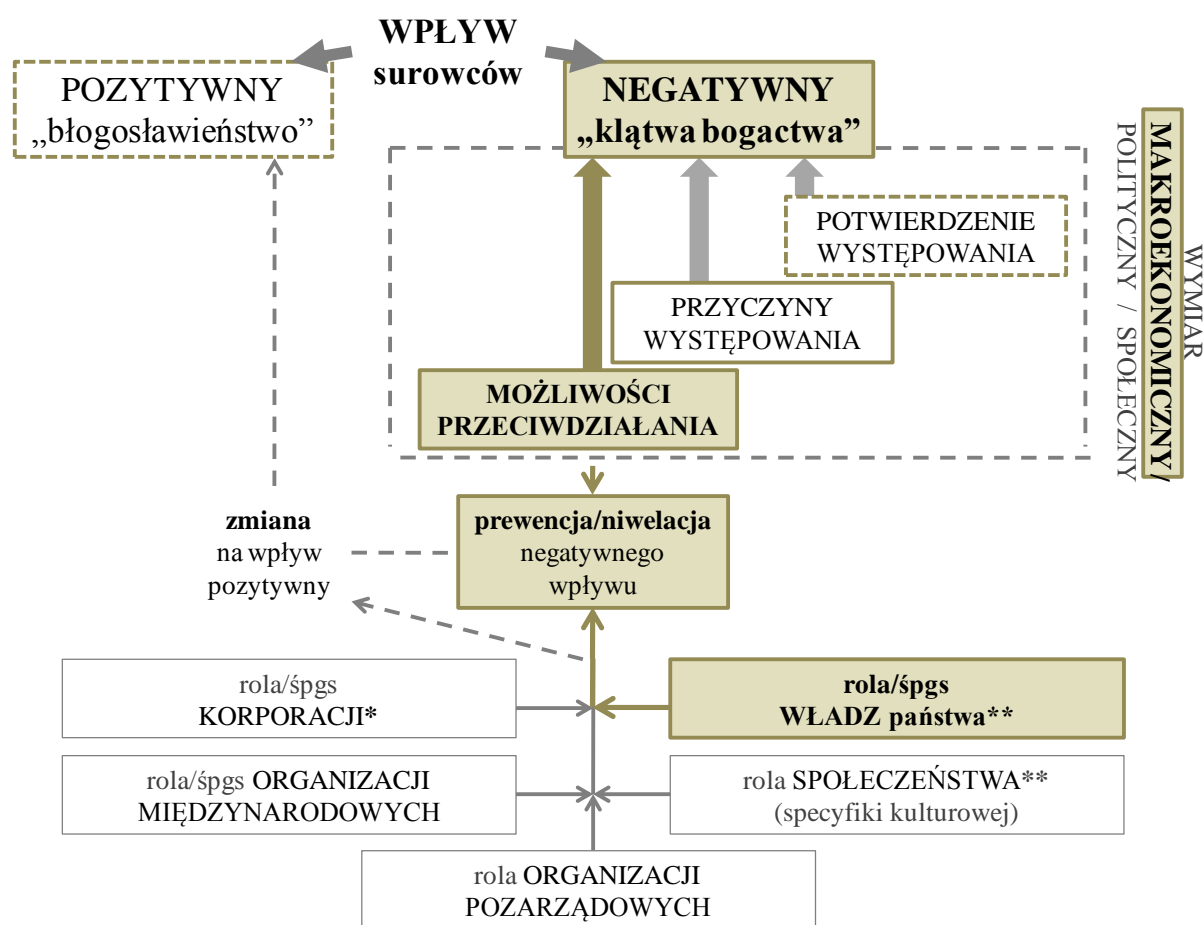 WPŁYW
surowców
POZYTYWNY
„błogosławieństwo”
NEGATYWNY
„klątwa bogactwa”
POTWIERDZENIE
WYSTĘPOWANIA
PRZYCZYNY
WYSTĘPOWANIA
MOŻLIWOŚCI
PRZECIWDZIAŁANIA
WYMIAR
MAKROEKONOMICZNY/
POLITYCZNY / SPOŁECZNY
zmiana
na wpływ
pozytywny
prewencja/niwelacja
negatywnego
wpływu
rola/śpgs
KORPORACJI*
rola/śpgs
WŁADZ państwa**
rola/śpgs ORGANIZACJI
MIĘDZYNARODOWYCH
rola SPOŁECZEŃSTWA**
(specyfiki kulturowej)
rola ORGANIZACJI
POZARZĄDOWYCH